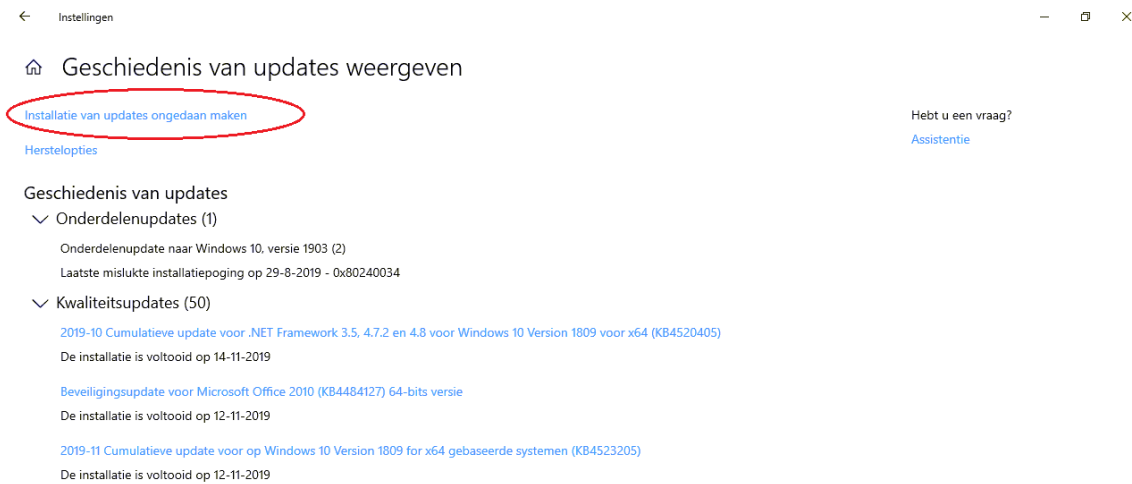 Instellingen
Geschiedenis van updates weergeven
Installatie van updates ongedaan maken
Hebt u een vraag?
Assistentie
Herstelopties
Geschiedenis van updates
Onderdelenupdates (1)
Onderdelenupdate naar Windows 10, versie 1903 (2)
Laatste mislukte installatiepoging op 29-8-2019 - 0x80240034
Kwaliteitsupdates (50)
2019-10 Cumulatieve update voor .NET Framework 3.5, 4.7.2 en 4.8 voor Windows 10 Version 1809 voor x64 (KB4520405)
De installatie is voltooid op 14-11-2019
Beveiligingsupdate voor Microsoft Office 2010 (KB4484127) 64-bits versie
De installatie is voltooid op 12-11-2019
2019-11 Cumulatieve update voor op Windows 10 Version 1809 for x64 gebaseerde systemen (KB4523205)
De installatie is voltooid op 12-11-2019